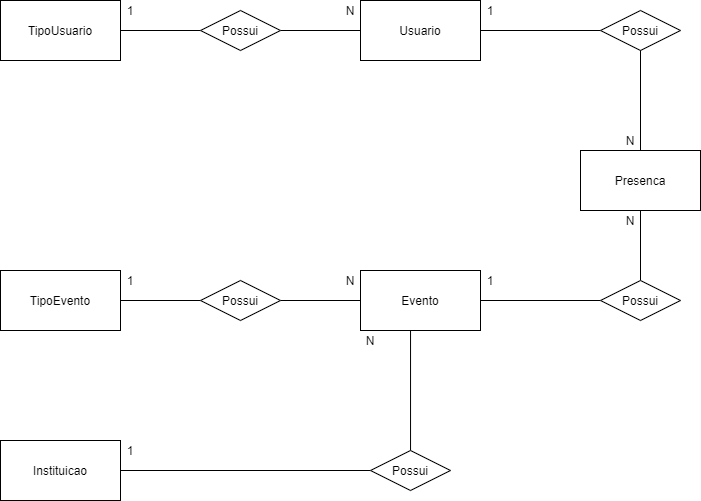 1 N 1
TipoUsuario Possui Usuario Possui
N
Presenca
N
1 N 1
TipoEvento Possui Evento Possui
N
1
Instituicao Possui